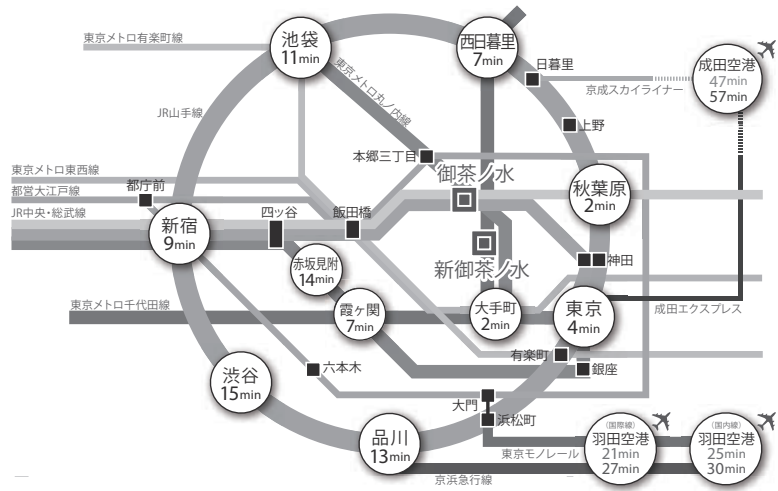 池袋
11min
西日暮里
7min
日暮里
成田空港
47min
57min
京成スカイライナー
東京メトロ有楽町線
東京メトロ丸ノ内線
JR山手線
上野
本郷三丁目
御茶ノ水
秋葉原
2min
東京メトロ東西線
都営大江戸線
都庁前
JR中央・総武線
新宿
9min
四ッ谷
飯田橋
新御茶ノ水
神田
赤坂見附
14min
東京メトロ千代田線
霞ヶ関
7min
大手町
2min
東京
4min
成田エクスプレス
有楽町
銀座
六本木
渋谷
15min
大門
浜松町
品川
13min
東京モノレール
京浜急行線
(国際線)
羽田空港
21min
27min
(国内線)
羽田空港
25min
30min